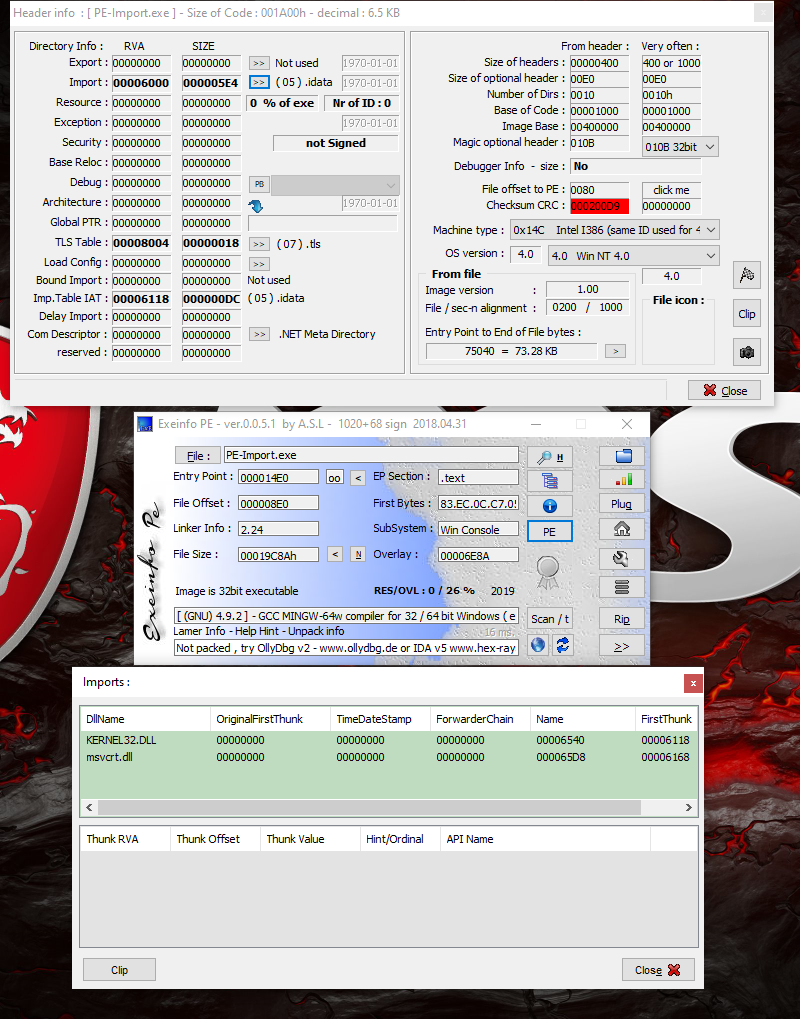 Header info : [ PE-Import.exe ] - Size of Code : 001A00h - decimal : 6.5 KB
Directory Info : RVA SIZE
Export : 00000000 00000000 >> Not used 1970-01-01
Import : 00006000 000005E4 >> ( 05 ) .idata 1970-01-01
Resource : 00000000 00000000 0 % of exe Nr of ID : 0
Exception : 00000000 00000000 1970-01-01
Security : 00000000 00000000 not Signed
Base Reloc : 00000000 00000000
Debug : 00000000 00000000 PB
Architecture : 00000000 00000000 1970-01-01
Global PTR : 00000000 00000000
TLS Table : 00008004 00000018 >> ( 07 ) .tls
Load Config : 00000000 00000000 >>
Bound Import : 00000000 00000000 Not used
Imp.Table IAT : 00006118 000000DC ( 05 ) .idata
Delay Import : 00000000 00000000
Com Descriptor : 00000000 00000000 >> .NET Meta Directory
reserved : 00000000 00000000
From header : Very often :
Size of headers : 00000400 400 or 1000
Size of optional header : 00E0 00E0
Number of Dirs : 0010 0010h
Base of Code : 00001000 00001000
Image Base : 00400000 00400000
Magic optional header : 010B 010B 32bit
Debugger Info - size : No
File offset to PE : 0080 click me
Checksum CRC : 000200D9 00000000
Machine type : 0x14C Intel I386 (same ID used for 4
OS version : 4.0 4.0 Win NT 4.0
From file 4.0
Image version : 1.00
File / sec-n alignment : 0200 / 1000
File icon :
Entry Point to End of File bytes :
75040 = 73.28 KB >
Clip
Close
Exeinfo PE - ver.0.0.5.1 by A.S.L - 1020+68 sign 2018.04.31
Exeinfo Pe
File : PE-Import.exe H
Entry Point : 000014E0 oo < EP Section : .text
File Offset : 000008E0 First Bytes : 83.EC.0C.C7.05 Plug
Linker Info : 2.24 SubSystem : Win Console PE
File Size : 00019C8Ah < N Overlay : 00006E8A
Image is 32bit executable RES/OVL : 0 / 26 % 2019
[ (GNU) 4.9.2 ] - GCC MINGW-64w compiler for 32 / 64 bit Windows ( e Scan / t Rip
Lamer Info - Help Hint - Unpack info 16 ms.
Not packed , try OllyDbg v2 - www.ollydbg.de or IDA v5 www.hex-ray >>
Imports : x
DllName OriginalFirstThunk TimeDateStamp ForwarderChain Name FirstThunk
KERNEL32.DLL 00000000 00000000 00000000 00006540 00006118
msvcrt.dll 00000000 00000000 00000000 000065D8 00006168
Thunk RVA Thunk Offset Thunk Value Hint/Ordinal API Name
Clip Close